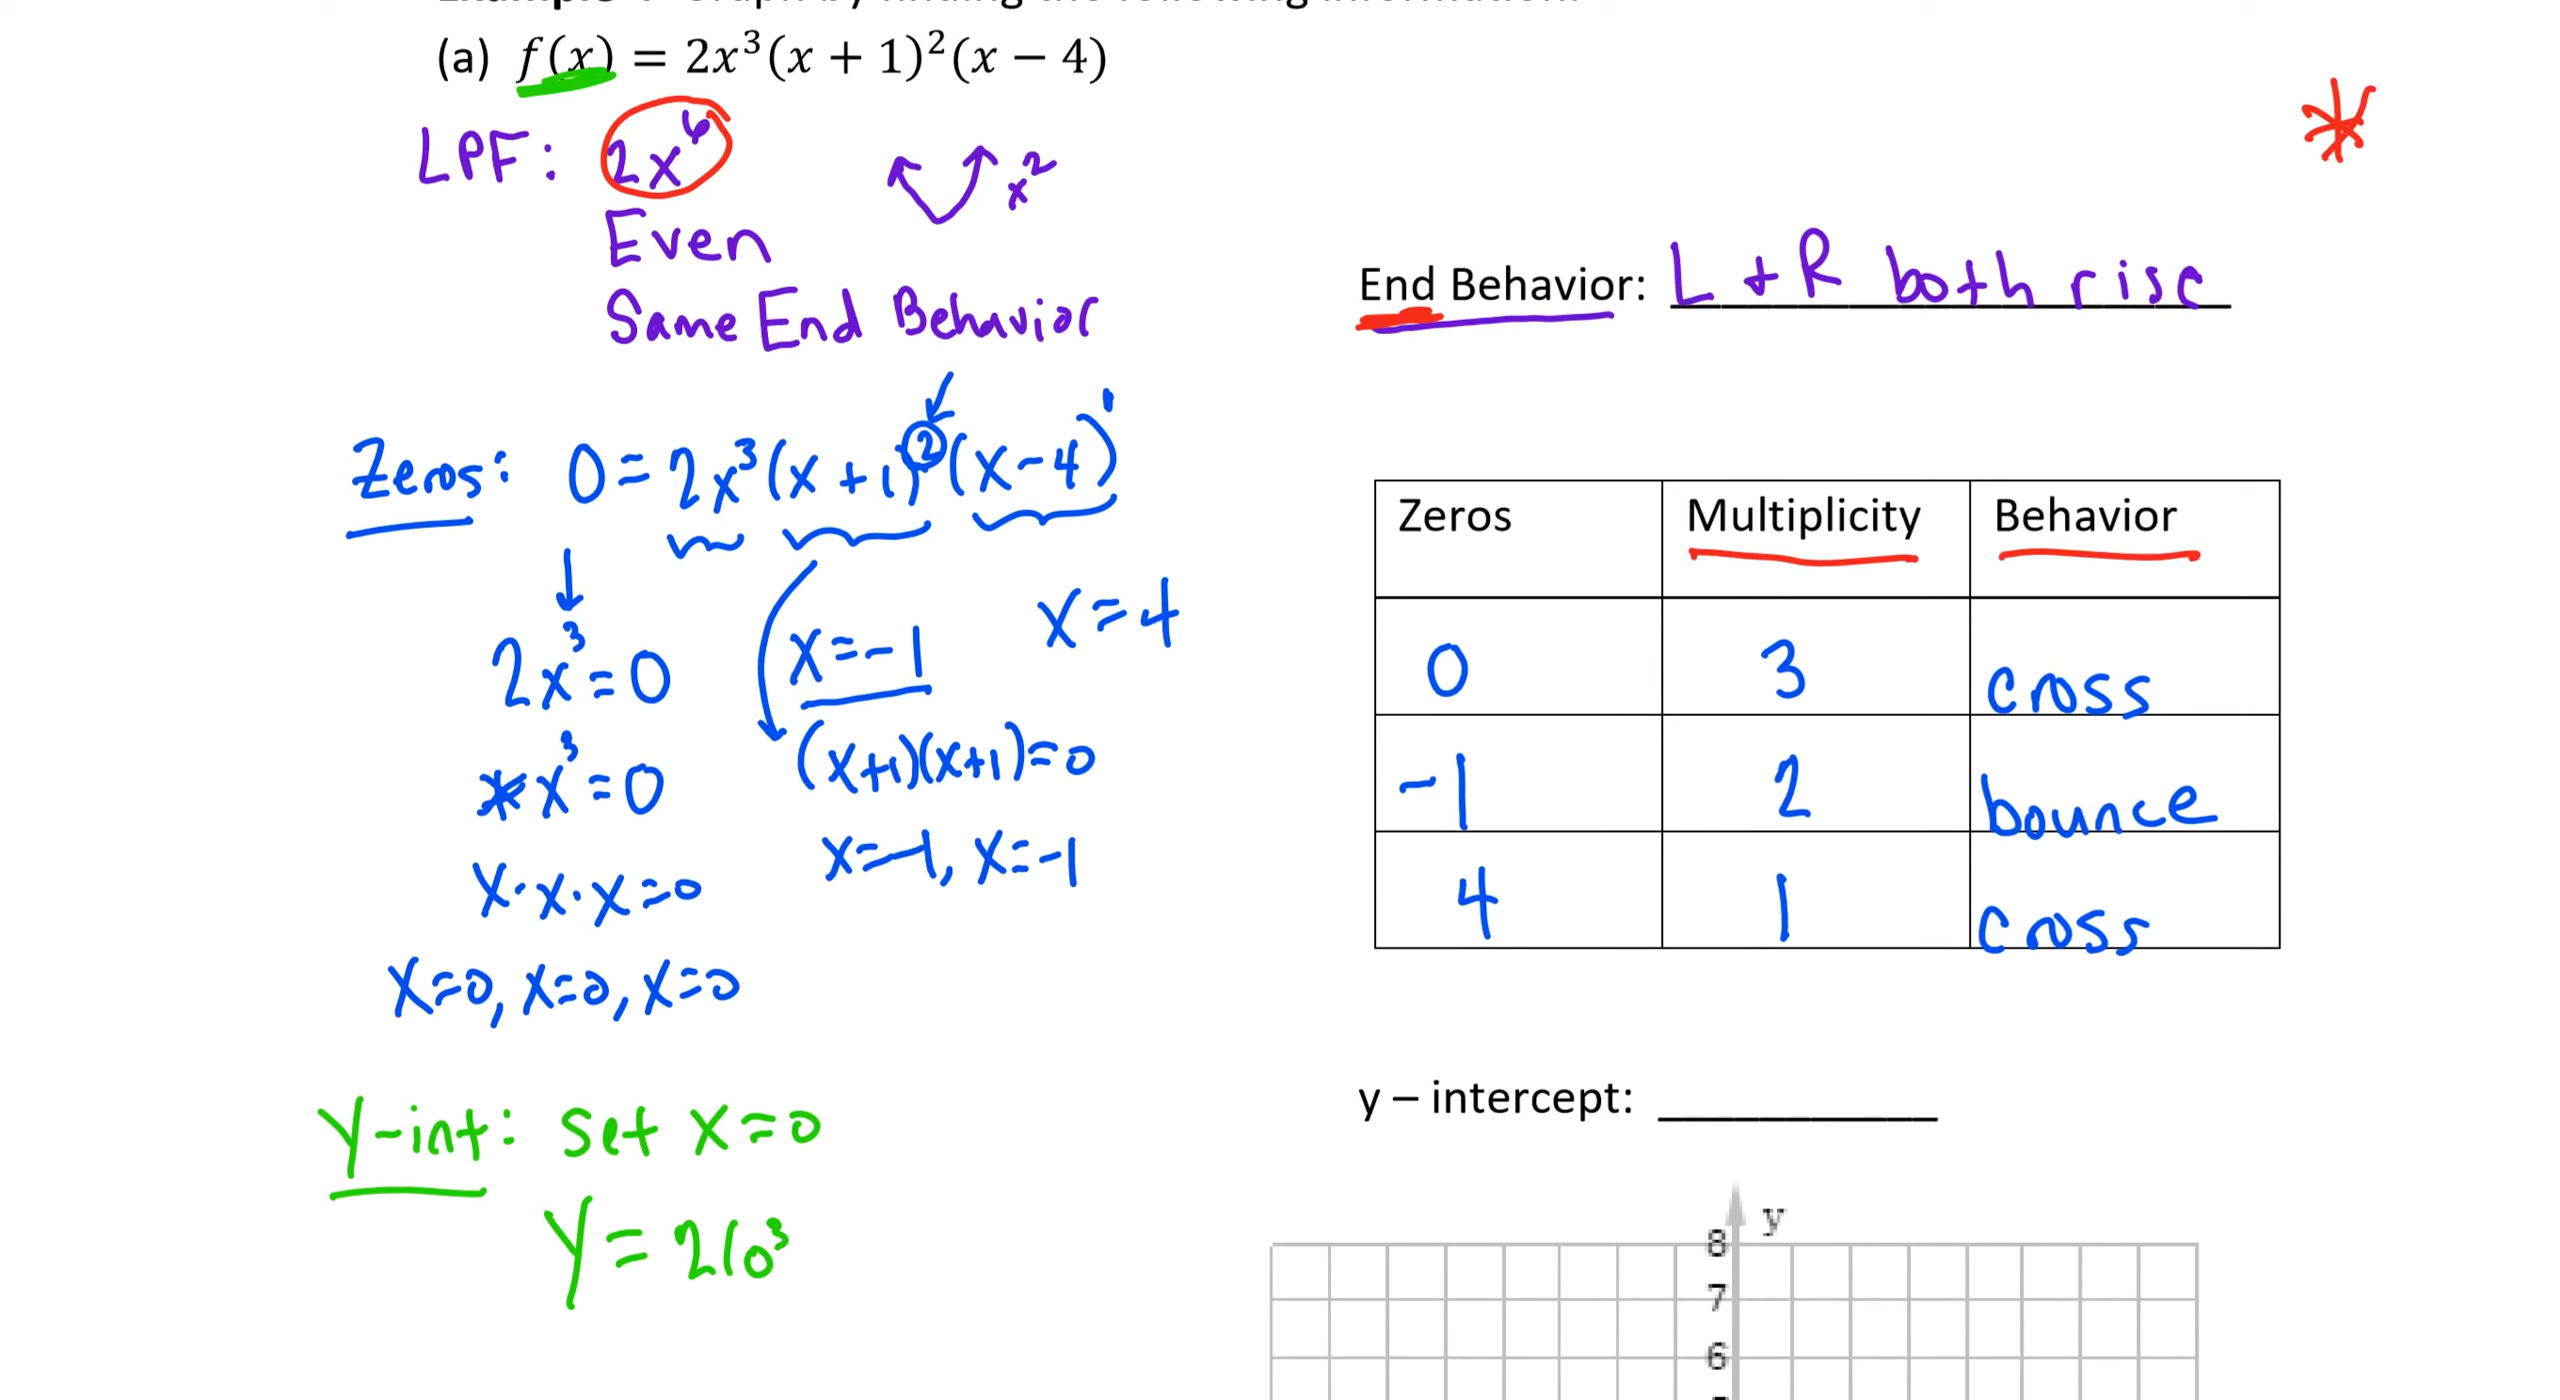 (a) f(x) = 2x³(x + 1)²(x − 4)
LPF: 2x⁶
x²
Even
Same End Behavior
End Behavior: L + R both rise
Zeros: 0 = 2x³(x + 1)²(x − 4)¹
2x³ = 0
x = −1
x = 4
* x³ = 0
(x+1)(x+1) = 0
x · x · x = 0
x = −1, x = −1
x = 0, x = 0, x = 0
Zeros Multiplicity Behavior
0 3 cross
−1 2 bounce
4 1 cross
y-int: set x = 0
y = 2(0³
y – intercept:
y
8
7
6